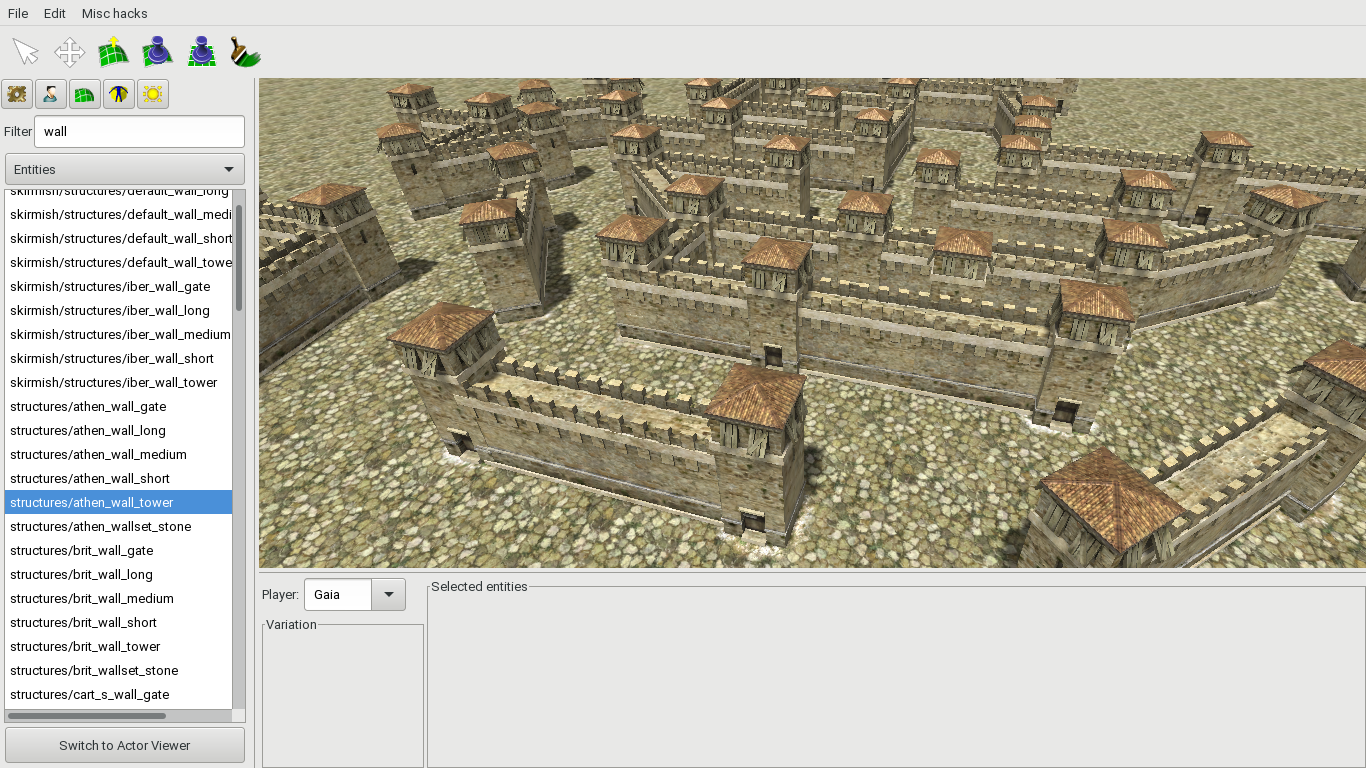 File Edit Misc hacks
Filter wall
Entities
skirmish/structures/default_wall_long
skirmish/structures/default_wall_medi
skirmish/structures/default_wall_short
skirmish/structures/default_wall_towe
skirmish/structures/iber_wall_gate
skirmish/structures/iber_wall_long
skirmish/structures/iber_wall_medium
skirmish/structures/iber_wall_short
skirmish/structures/iber_wall_tower
structures/athen_wall_gate
structures/athen_wall_long
structures/athen_wall_medium
structures/athen_wall_short
structures/athen_wall_tower
structures/athen_wallset_stone
structures/brit_wall_gate
structures/brit_wall_long
structures/brit_wall_medium
structures/brit_wall_short
structures/brit_wall_tower
structures/brit_wallset_stone
structures/cart_s_wall_gate
Switch to Actor Viewer
Player: Gaia
Variation
Selected entities